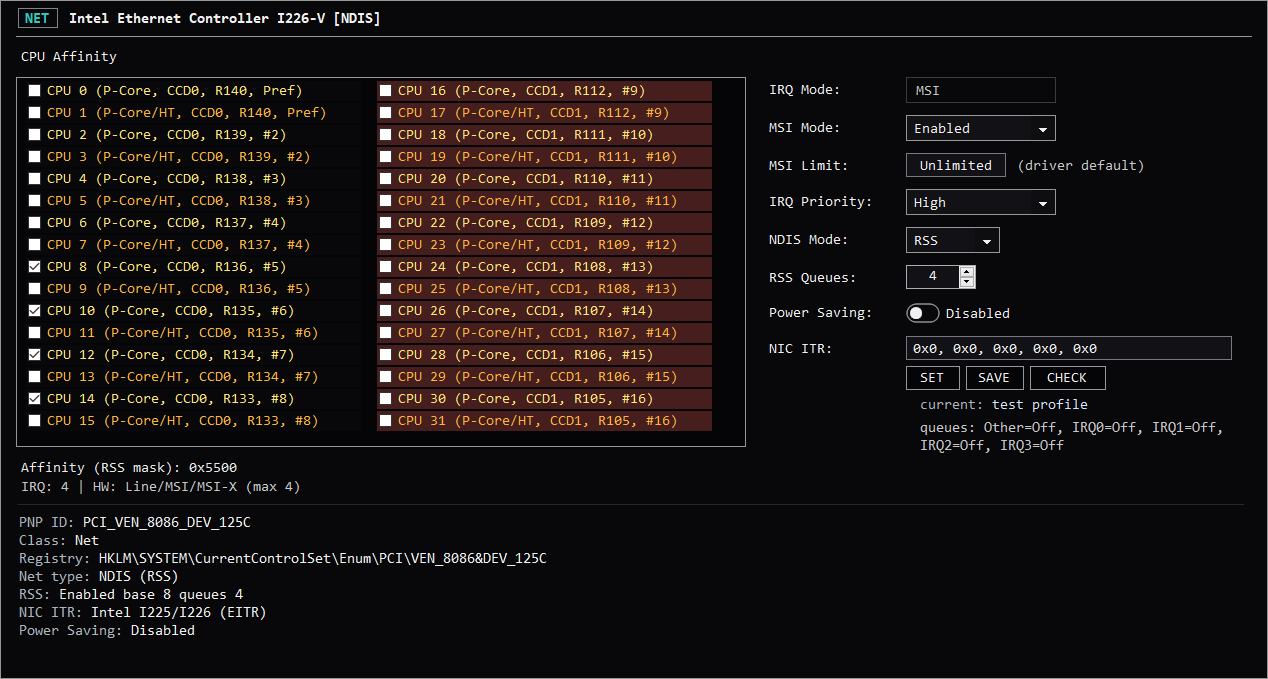 NET Intel Ethernet Controller I226-V [NDIS]
CPU Affinity
CPU 0 (P-Core, CCD0, R140, Pref)
CPU 1 (P-Core/HT, CCD0, R140, Pref)
CPU 2 (P-Core, CCD0, R139, #2)
CPU 3 (P-Core/HT, CCD0, R139, #2)
CPU 4 (P-Core, CCD0, R138, #3)
CPU 5 (P-Core/HT, CCD0, R138, #3)
CPU 6 (P-Core, CCD0, R137, #4)
CPU 7 (P-Core/HT, CCD0, R137, #4)
CPU 8 (P-Core, CCD0, R136, #5)
CPU 9 (P-Core/HT, CCD0, R136, #5)
CPU 10 (P-Core, CCD0, R135, #6)
CPU 11 (P-Core/HT, CCD0, R135, #6)
CPU 12 (P-Core, CCD0, R134, #7)
CPU 13 (P-Core/HT, CCD0, R134, #7)
CPU 14 (P-Core, CCD0, R133, #8)
CPU 15 (P-Core/HT, CCD0, R133, #8)
CPU 16 (P-Core, CCD1, R112, #9)
CPU 17 (P-Core/HT, CCD1, R112, #9)
CPU 18 (P-Core, CCD1, R111, #10)
CPU 19 (P-Core/HT, CCD1, R111, #10)
CPU 20 (P-Core, CCD1, R110, #11)
CPU 21 (P-Core/HT, CCD1, R110, #11)
CPU 22 (P-Core, CCD1, R109, #12)
CPU 23 (P-Core/HT, CCD1, R109, #12)
CPU 24 (P-Core, CCD1, R108, #13)
CPU 25 (P-Core/HT, CCD1, R108, #13)
CPU 26 (P-Core, CCD1, R107, #14)
CPU 27 (P-Core/HT, CCD1, R107, #14)
CPU 28 (P-Core, CCD1, R106, #15)
CPU 29 (P-Core/HT, CCD1, R106, #15)
CPU 30 (P-Core, CCD1, R105, #16)
CPU 31 (P-Core/HT, CCD1, R105, #16)
IRQ Mode: MSI
MSI Mode: Enabled
MSI Limit: Unlimited (driver default)
IRQ Priority: High
NDIS Mode: RSS
RSS Queues: 4
Power Saving: Disabled
NIC ITR: 0x0, 0x0, 0x0, 0x0, 0x0
SET SAVE CHECK
current: test profile
queues: Other=Off, IRQ0=Off, IRQ1=Off,
IRQ2=Off, IRQ3=Off
Affinity (RSS mask): 0x5500
IRQ: 4 | HW: Line/MSI/MSI-X (max 4)
PNP ID: PCI_VEN_8086_DEV_125C
Class: Net
Registry: HKLM\SYSTEM\CurrentControlSet\Enum\PCI\VEN_8086&DEV_125C
Net type: NDIS (RSS)
RSS: Enabled base 8 queues 4
NIC ITR: Intel I225/I226 (EITR)
Power Saving: Disabled